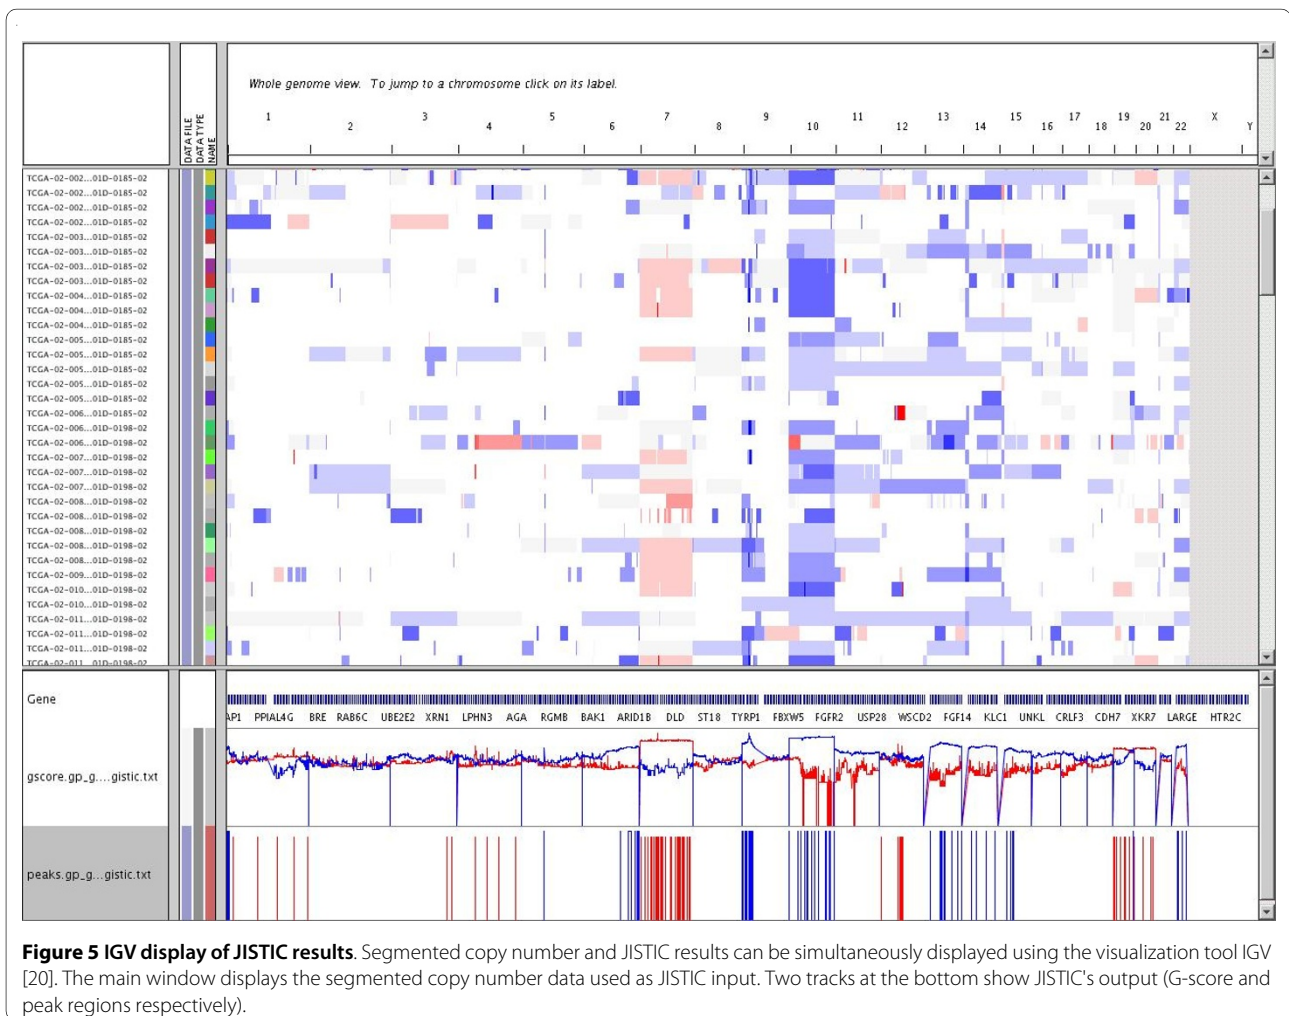 Whole genome view. To jump to a chromosome click on its label.
DATA FILE
DATA TYPE
NAME
1 2 3 4 5 6 7 8 9 10 11 12 13 14 15 16 17 18 19 20 21 22 X Y
TCGA-02-002...01D-0185-02
TCGA-02-002...01D-0185-02
TCGA-02-002...01D-0185-02
TCGA-02-002...01D-0185-02
TCGA-02-003...01D-0185-02
TCGA-02-003...01D-0185-02
TCGA-02-003...01D-0185-02
TCGA-02-003...01D-0185-02
TCGA-02-004...01D-0185-02
TCGA-02-004...01D-0185-02
TCGA-02-004...01D-0185-02
TCGA-02-005...01D-0185-02
TCGA-02-005...01D-0185-02
TCGA-02-005...01D-0185-02
TCGA-02-005...01D-0185-02
TCGA-02-005...01D-0185-02
TCGA-02-006...01D-0185-02
TCGA-02-006...01D-0198-02
TCGA-02-006...01D-0198-02
TCGA-02-007...01D-0198-02
TCGA-02-007...01D-0198-02
TCGA-02-007...01D-0198-02
TCGA-02-008...01D-0198-02
TCGA-02-008...01D-0198-02
TCGA-02-008...01D-0198-02
TCGA-02-008...01D-0198-02
TCGA-02-008...01D-0198-02
TCGA-02-009...01D-0198-02
TCGA-02-010...01D-0198-02
TCGA-02-010...01D-0198-02
TCGA-02-011...01D-0198-02
TCGA-02-011...01D-0198-02
TCGA-02-011...01D-0198-02
TCGA-02-011...01D-0198-02
Gene
AP1 PPIAL4G BRE RAB6C UBE2E2 XRN1 LPHN3 AGA RGMB BAK1 ARID1B DLD ST18 TYRP1 FBXW5 FGFR2 USP28 WSCD2 FGF14 KLC1 UNKL CRLF3 CDH7 XKR7 LARGE HTR2C
gscore.gp_g....gistic.txt
peaks.gp_g...gistic.txt
Figure 5 IGV display of JISTIC results. Segmented copy number and JISTIC results can be simultaneously displayed using the visualization tool IGV
[20]. The main window displays the segmented copy number data used as JISTIC input. Two tracks at the bottom show JISTIC's output (G-score and
peak regions respectively).